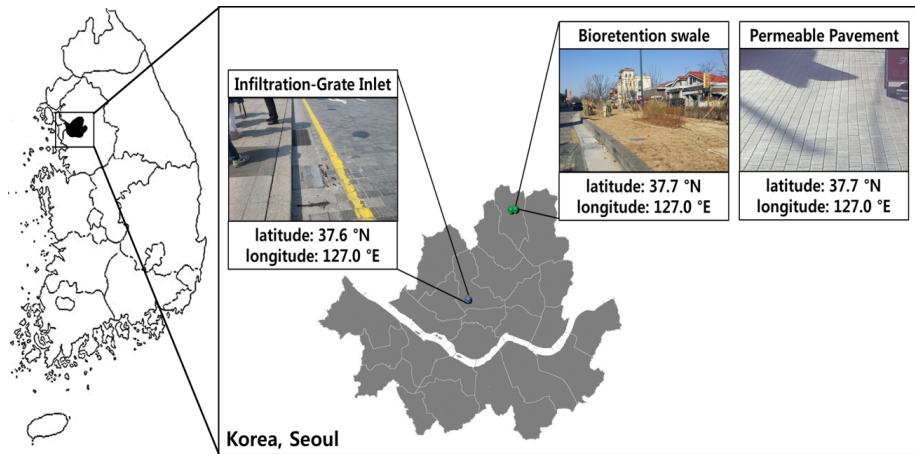 Infiltration-Grate Inlet
latitude: 37.6 °N
longitude: 127.0 °E
Bioretention swale
latitude: 37.7 °N
longitude: 127.0 °E
Permeable Pavement
latitude: 37.7 °N
longitude: 127.0 °E
Korea, Seoul